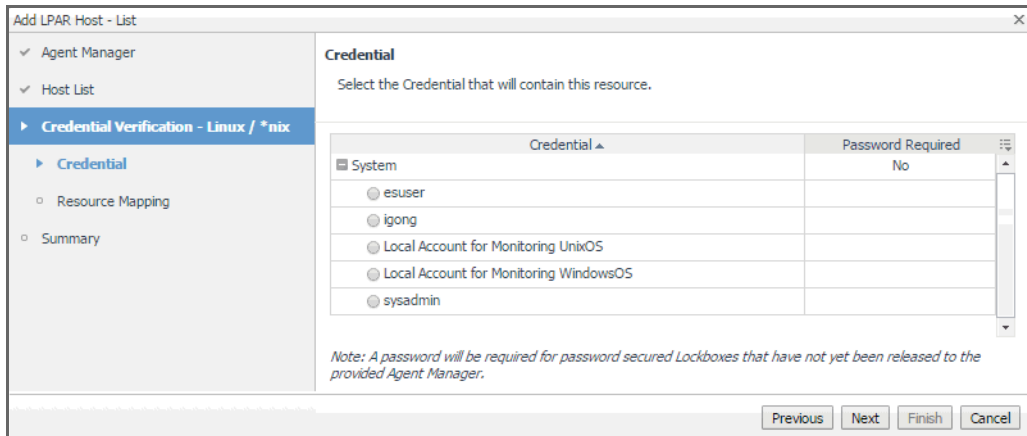 Add LPAR Host - List
Agent Manager
Host List
Credential Verification - Linux / *nix
Credential
Resource Mapping
Summary
Credential
Select the Credential that will contain this resource.
Credential Password Required
System No
esuser
igong
Local Account for Monitoring UnixOS
Local Account for Monitoring WindowsOS
sysadmin
Note: A password will be required for password secured Lockboxes that have not yet been released to the
provided Agent Manager.
Previous Next Finish Cancel